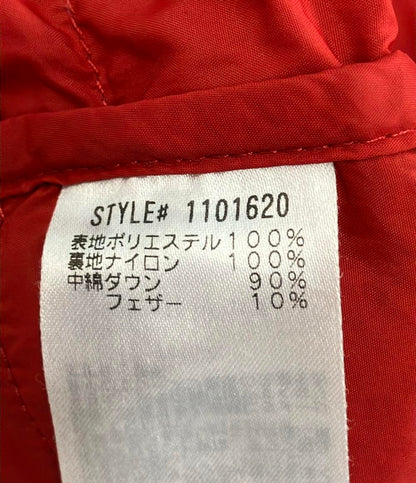 STYLE# 1101620
表地ポリエステル100%
裏地ナイロン 100%
中綿ダウン 90%
フェザー 10%